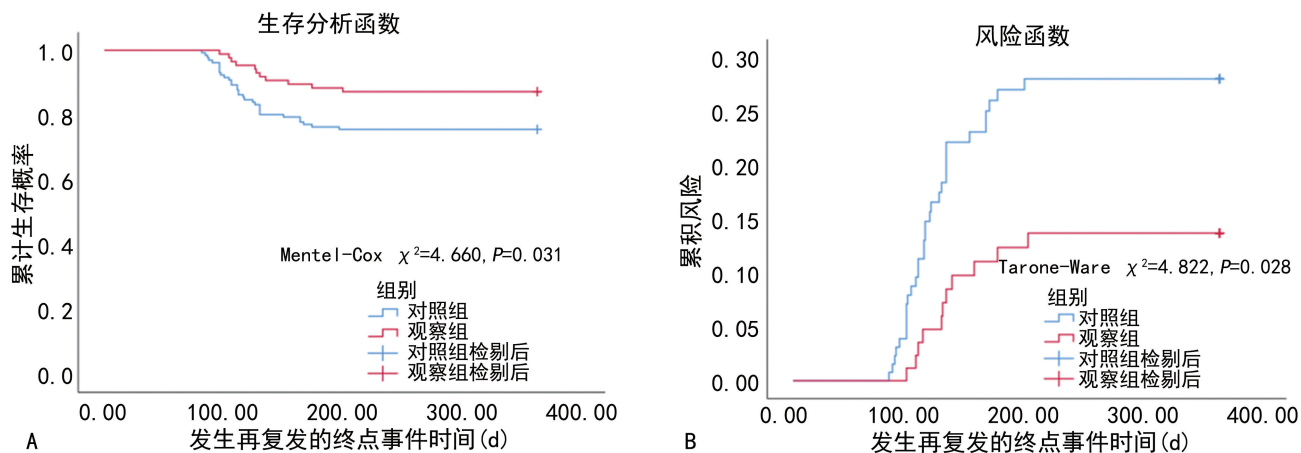 生存分析函数
1.0
0.8
0.6
0.4
0.2
0.0
累计生存概率
Mentel-Cox χ²=4.660,P=0.031
组别
对照组
观察组
对照组检剔后
观察组检剔后
0.00 100.00 200.00 300.00 400.00
发生再复发的终点事件时间(d)
A
风险函数
0.30
0.25
0.20
0.15
0.10
0.05
0.00
累积风险
Tarone-Ware χ²=4.822,P=0.028
组别
对照组
观察组
对照组检剔后
观察组检剔后
0.00 100.00 200.00 300.00 400.00
发生再复发的终点事件时间(d)
B